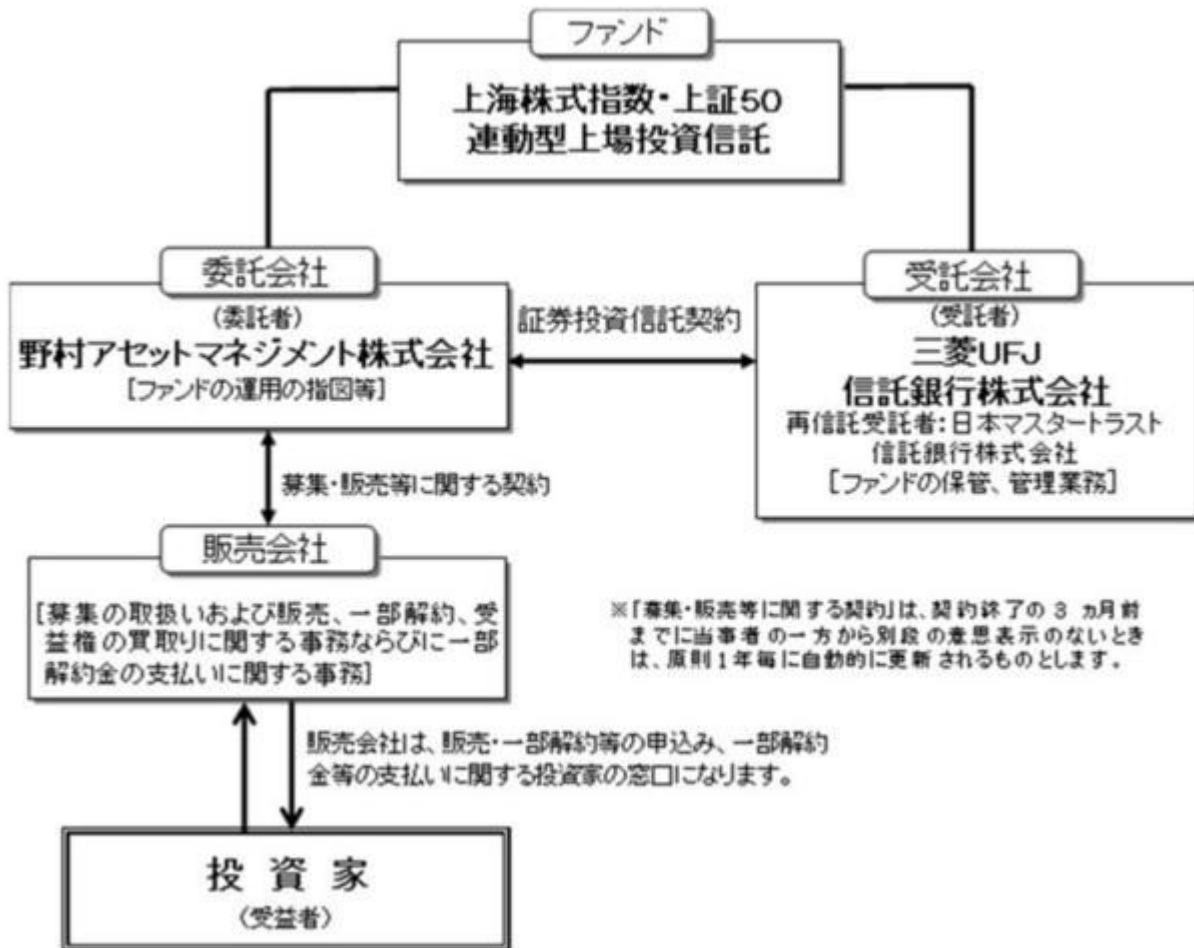 ファンド
上海株式指数・上証50
連動型上場投資信託
委託会社
(委託者)
野村アセットマネジメント株式会社
[ファンドの運用の指図等]
証券投資信託契約
受託会社
(受託者)
三菱UFJ
信託銀行株式会社
再信託受託者:日本マスタートラスト
信託銀行株式会社
[ファンドの保管、管理業務]
募集・販売等に関する契約
販売会社
[募集の取扱いおよび販売、一部解約、受
益権の買取りに関する事務ならびに一部
解約金の支払いに関する事務]
※「募集・販売等に関する契約」は、契約終了の3ヵ月前
までに当事者の一方から別段の意思表示のないとき
は、原則1年毎に自動的に更新されるものとします。
販売会社は、販売・一部解約等の申込み、一部解約
金等の支払いに関する投資家の窓口になります。
投資家
(受益者)